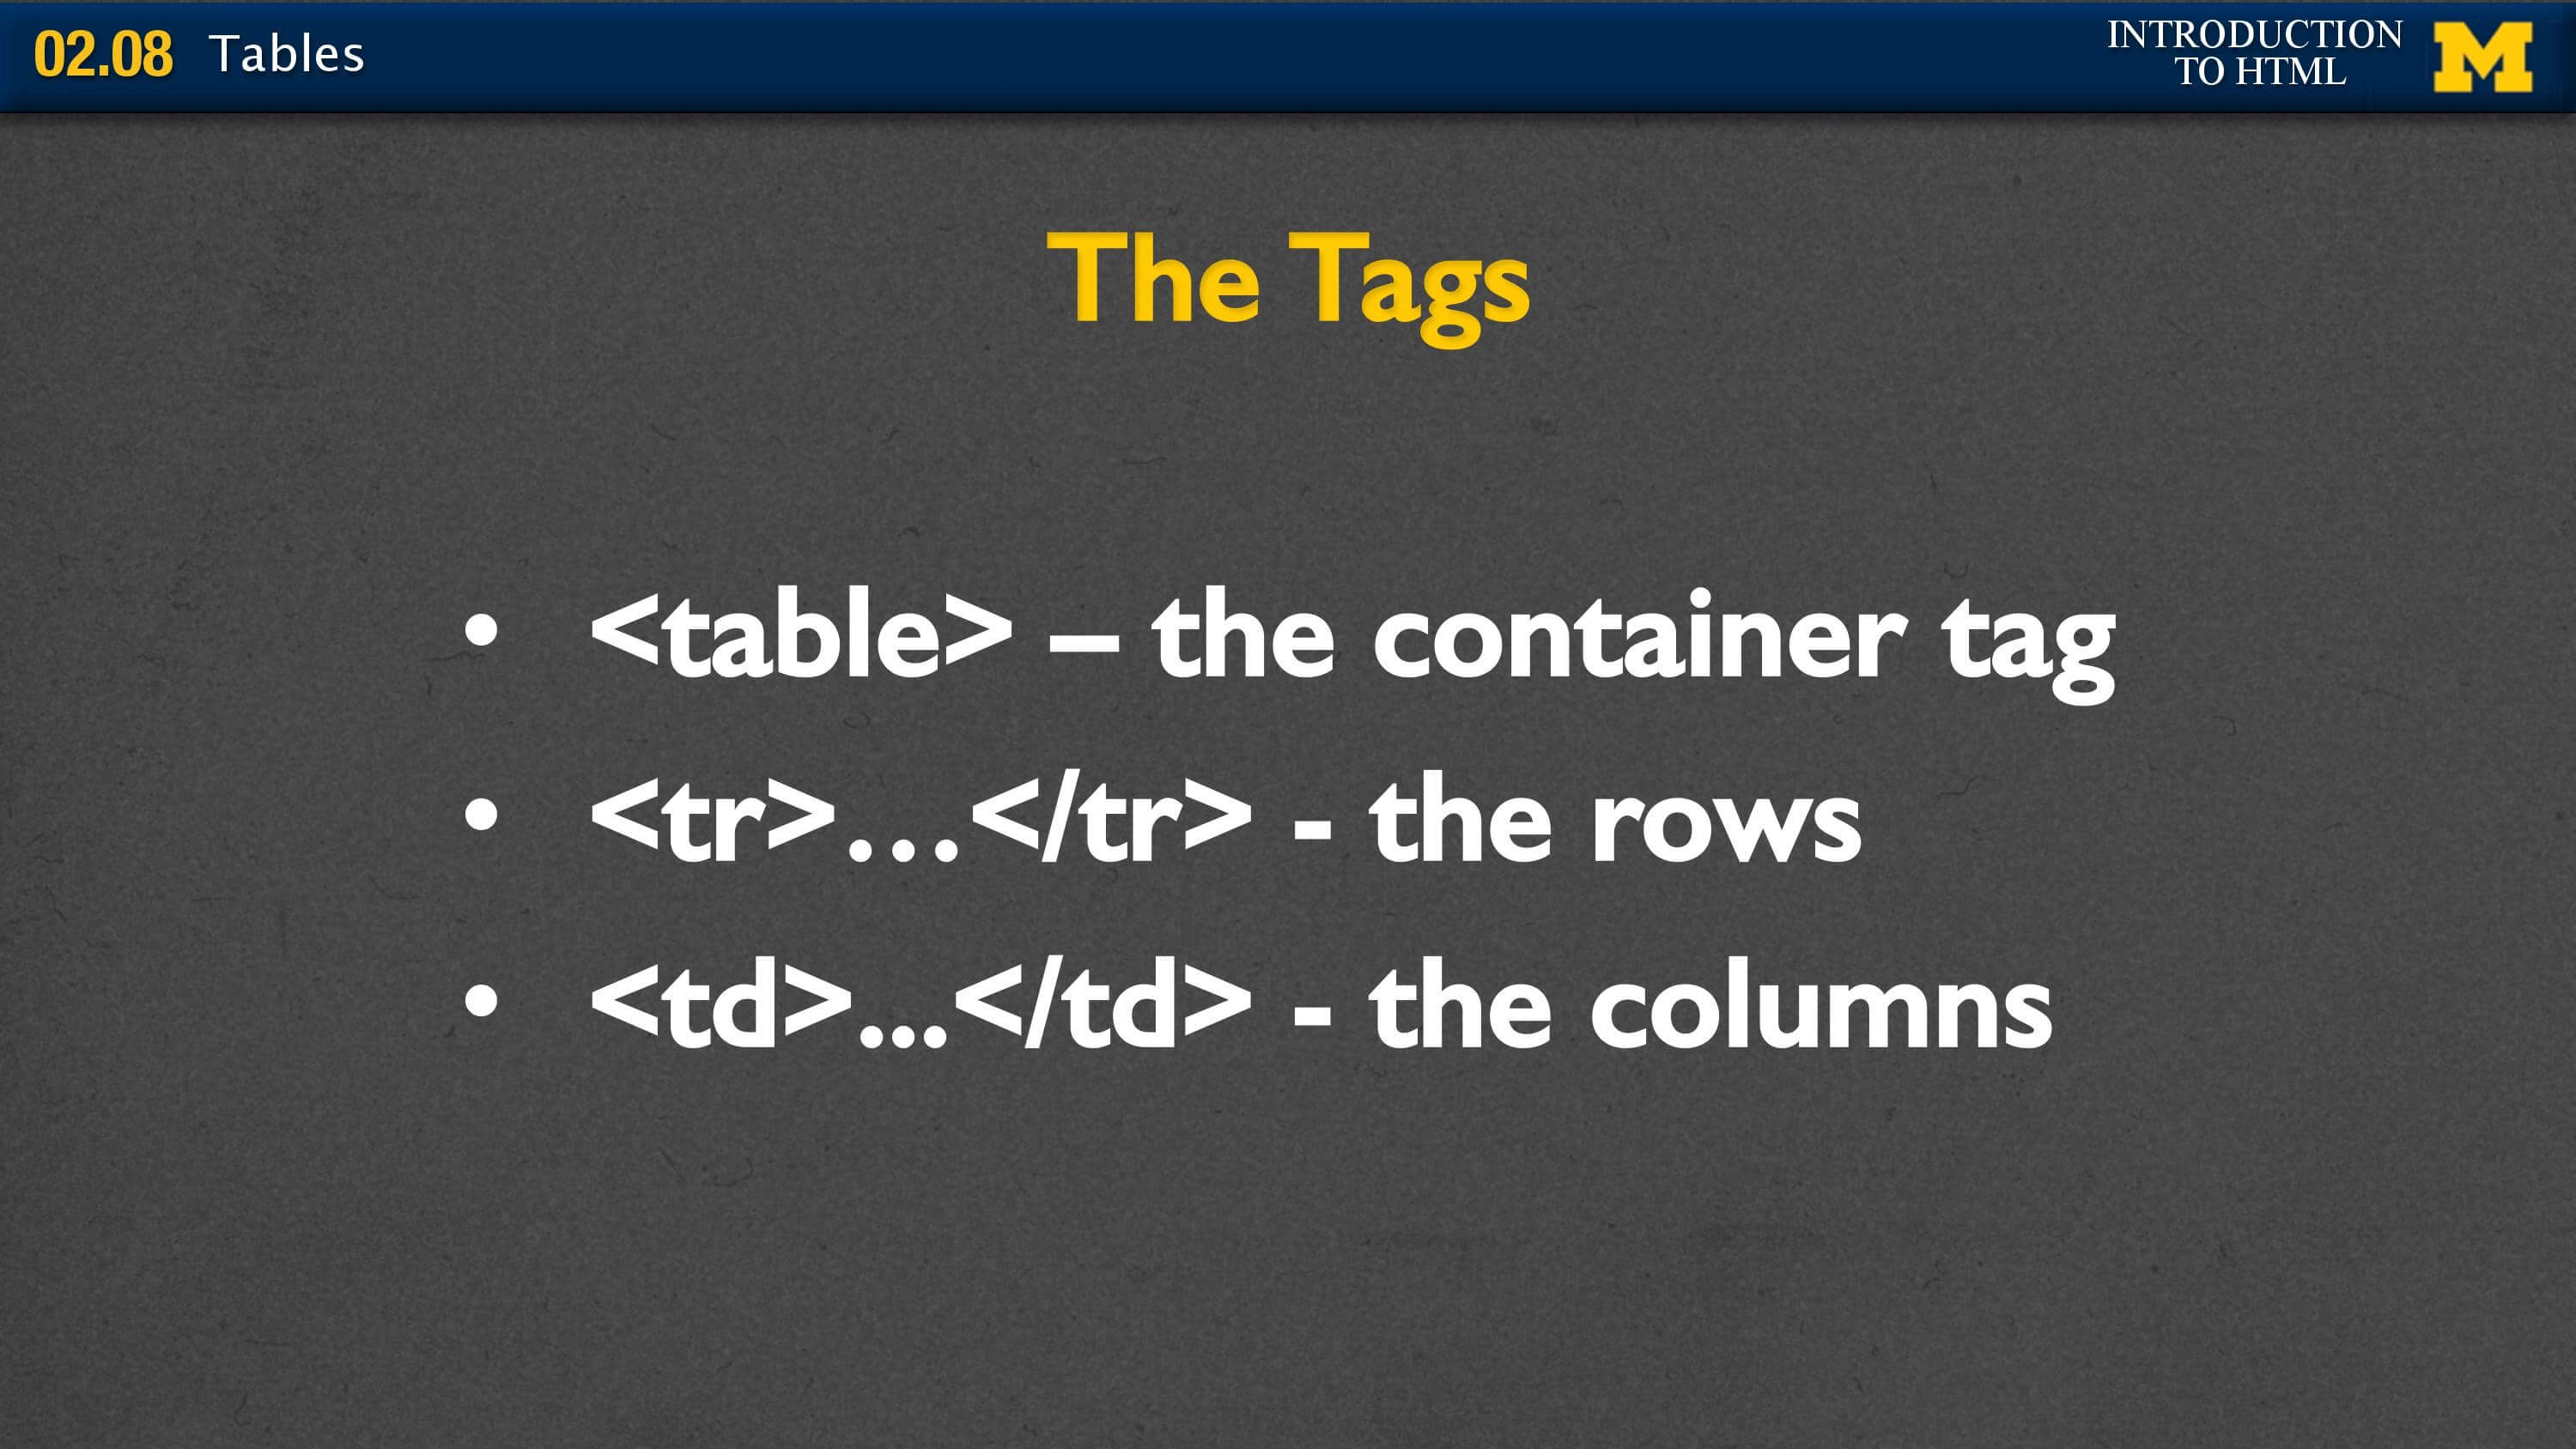 02.08 Tables
INTRODUCTION
TO HTML
M
The Tags
• <table> – the container tag
• <tr>…</tr> - the rows
• <td>...</td> - the columns